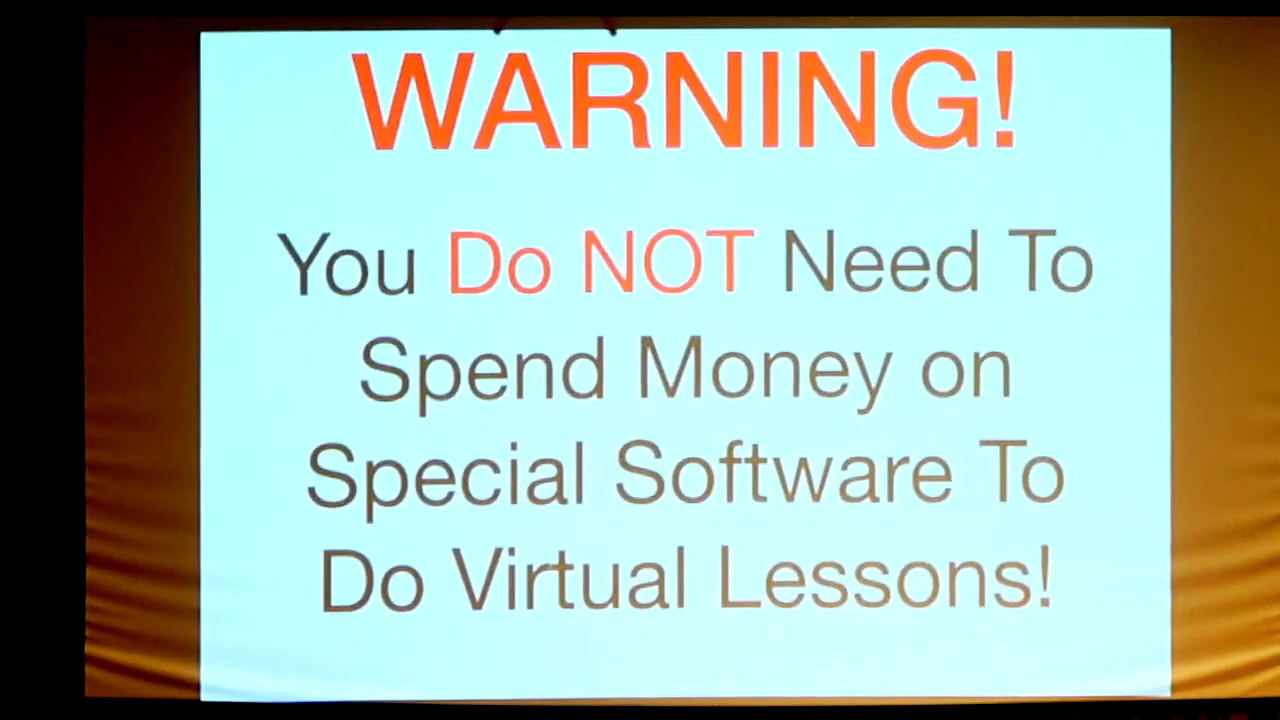 WARNING!
You Do NOT Need To
Spend Money on
Special Software To
Do Virtual Lessons!